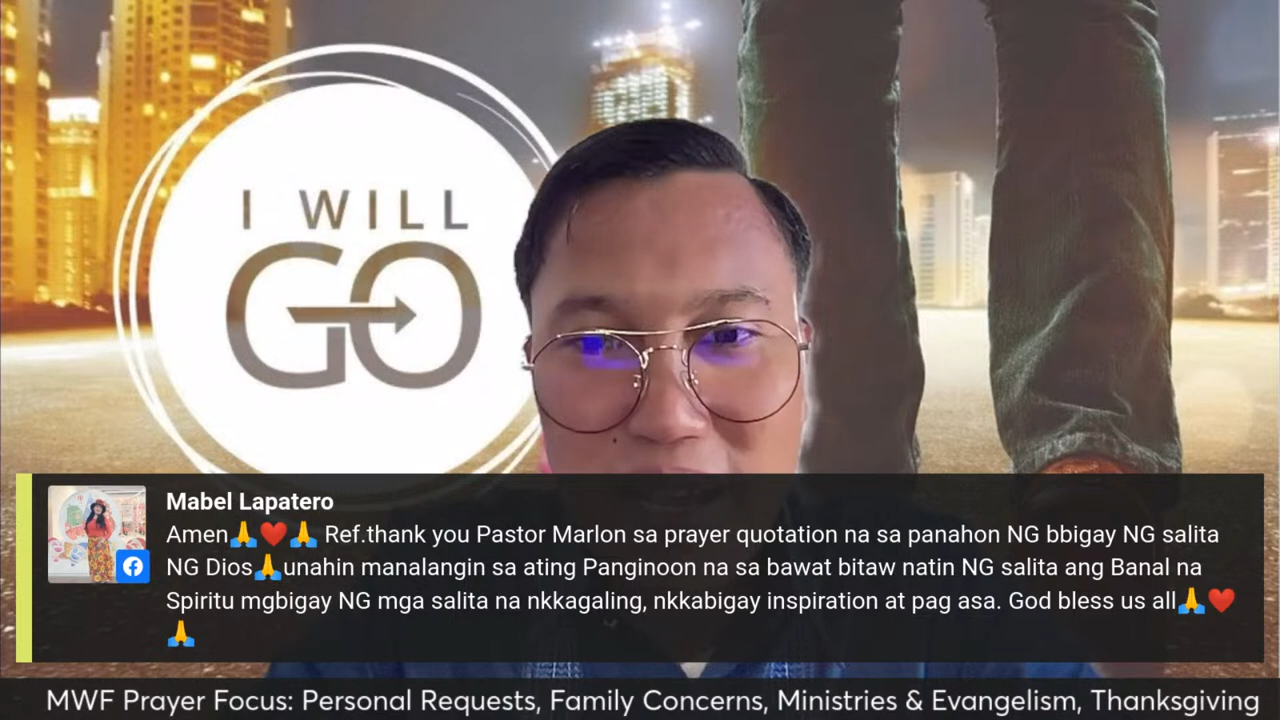 I WILL
GO
Mabel Lapatero
Amen🙏❤️🙏 Ref.thank you Pastor Marlon sa prayer quotation na sa panahon NG bbigay NG salita
NG Dios🙏unahin manalangin sa ating Panginoon na sa bawat bitaw natin NG salita ang Banal na
Spiritu mgbigay NG mga salita na nkkagaling, nkkabigay inspiration at pag asa. God bless us all🙏❤️
🙏
MWF Prayer Focus: Personal Requests, Family Concerns, Ministries & Evangelism, Thanksgiving